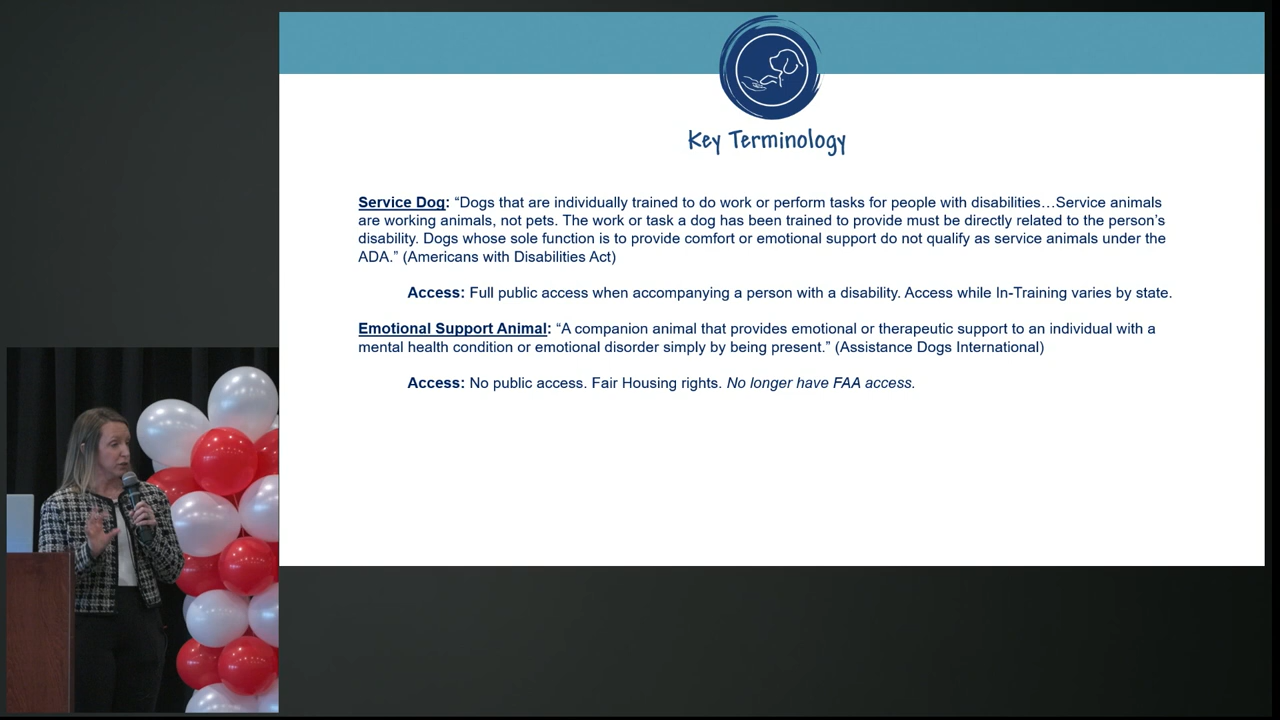 Key Terminology
Service Dog: “Dogs that are individually trained to do work or perform tasks for people with disabilities…Service animals
are working animals, not pets. The work or task a dog has been trained to provide must be directly related to the person’s
disability. Dogs whose sole function is to provide comfort or emotional support do not qualify as service animals under the
ADA.” (Americans with Disabilities Act)
Access: Full public access when accompanying a person with a disability. Access while In-Training varies by state.
Emotional Support Animal: “A companion animal that provides emotional or therapeutic support to an individual with a
mental health condition or emotional disorder simply by being present.” (Assistance Dogs International)
Access: No public access. Fair Housing rights. No longer have FAA access.